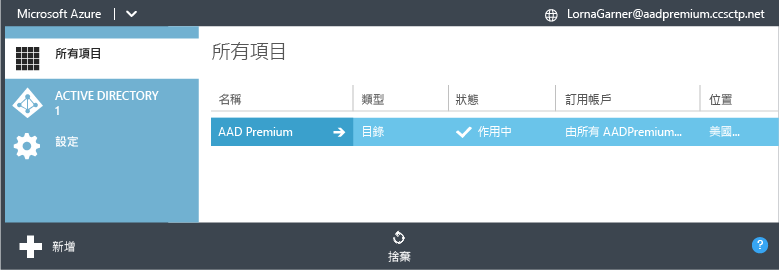 Microsoft Azure
LornaGarner@aadpremium.ccsctp.net
所有項目
ACTIVE DIRECTORY
1
設定
所有項目
名稱 類型 狀態 訂用帳戶 位置
AAD Premium 目錄 作用中 由所有 AADPremium... 美國...
新增
捨棄
?